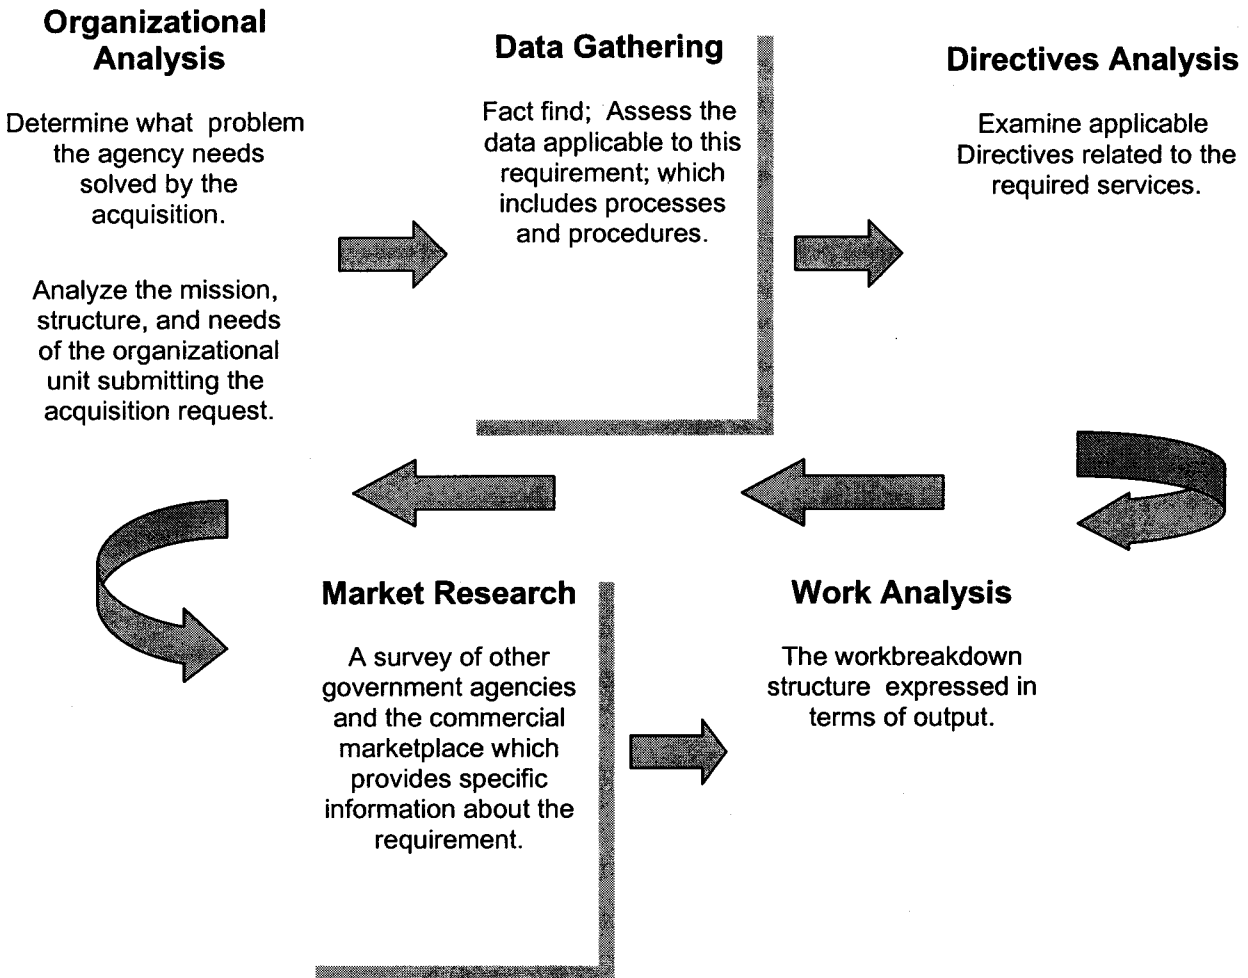 Organizational
Analysis
Determine what problem
the agency needs
solved by the
acquisition.
Analyze the mission,
structure, and needs
of the organizational
unit submitting the
acquisition request.
Data Gathering
Fact find; Assess the
data applicable to this
requirement; which
includes processes
and procedures.
Directives Analysis
Examine applicable
Directives related to the
required services.
Market Research
A survey of other
government agencies
and the commercial
marketplace which
provides specific
information about the
requirement.
Work Analysis
The workbreakdown
structure expressed in
terms of output.